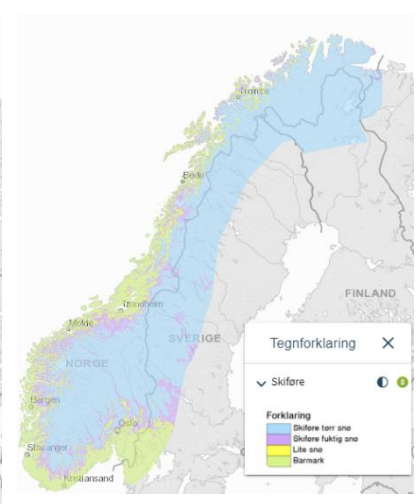 Tromsø
Bodø
FINLAND
Trondheim
Molde
SVERIGE
NORGE
Bergen
Oslo
Stavanger
Kristiansand
Tegnforklaring
Skiføre
0
Forklaring
Skiføre tørr snø
Skiføre fuktig snø
Lite snø
Barmark